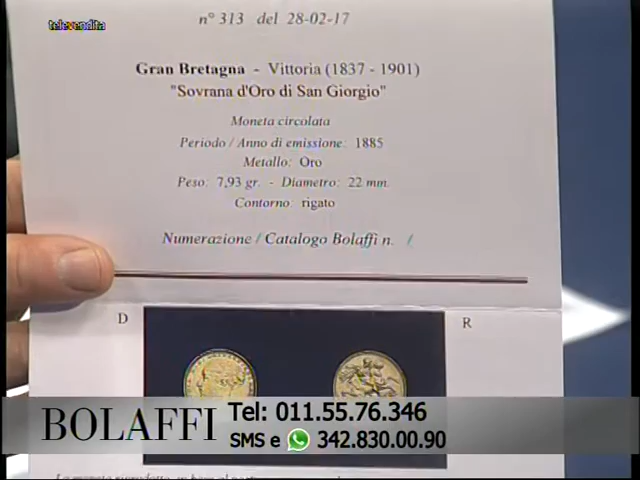 n° 313 del 28-02-17
televendita
Gran Bretagna - Vittoria (1837 - 1901)
"Sovrana d'Oro di San Giorgio"
Moneta circolata
Periodo / Anno di emissione: 1885
Metallo: Oro
Peso: 7,93 gr. - Diametro: 22 mm.
Contorno: rigato
Numerazione / Catalogo Bolaffi n. /
D R
BOLAFFI
Tel: 011.55.76.346
SMS e 342.830.00.90